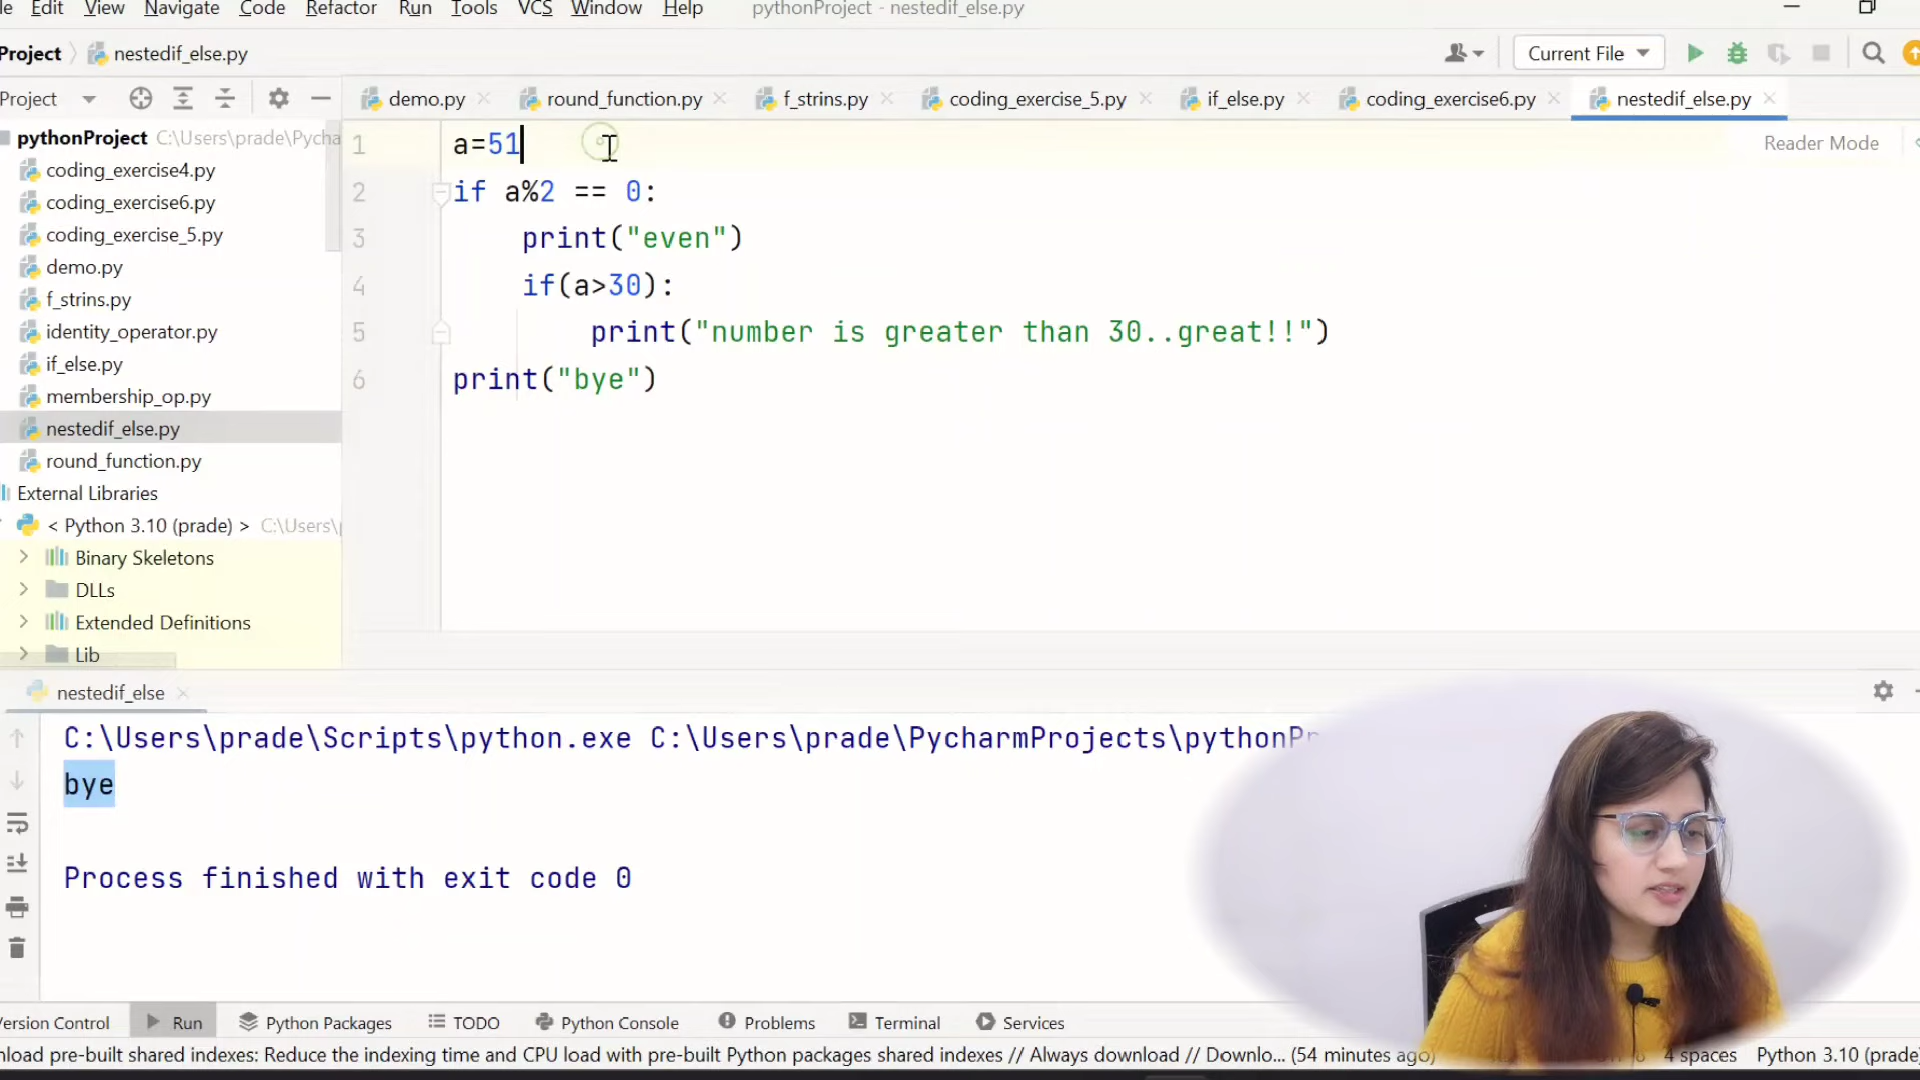 le Edit View Navigate Code Refactor Run Tools VCS Window Help pythonProject - nestedif_else.py
Project nestedif_else.py Current File
Project demo.py round_function.py f_strins.py coding_exercise_5.py if_else.py coding_exercise6.py nestedif_else.py
pythonProject C:\Users\prade\Pycha
coding_exercise4.py
coding_exercise6.py
coding_exercise_5.py
demo.py
f_strins.py
identity_operator.py
if_else.py
membership_op.py
nestedif_else.py
round_function.py
External Libraries
< Python 3.10 (prade) > C:\Users\
Binary Skeletons
DLLs
Extended Definitions
Lib
Reader Mode
1 a=51
2 if a%2 == 0:
3 print("even")
4 if(a>30):
5 print("number is greater than 30..great!!")
6 print("bye")
nestedif_else
C:\Users\prade\Scripts\python.exe C:\Users\prade\PycharmProjects\pythonPr
bye
Process finished with exit code 0
ersion Control Run Python Packages TODO Python Console Problems Terminal Services
nload pre-built shared indexes: Reduce the indexing time and CPU load with pre-built Python packages shared indexes // Always download // Downlo... (54 minutes ago) 4 spaces Python 3.10 (prade)